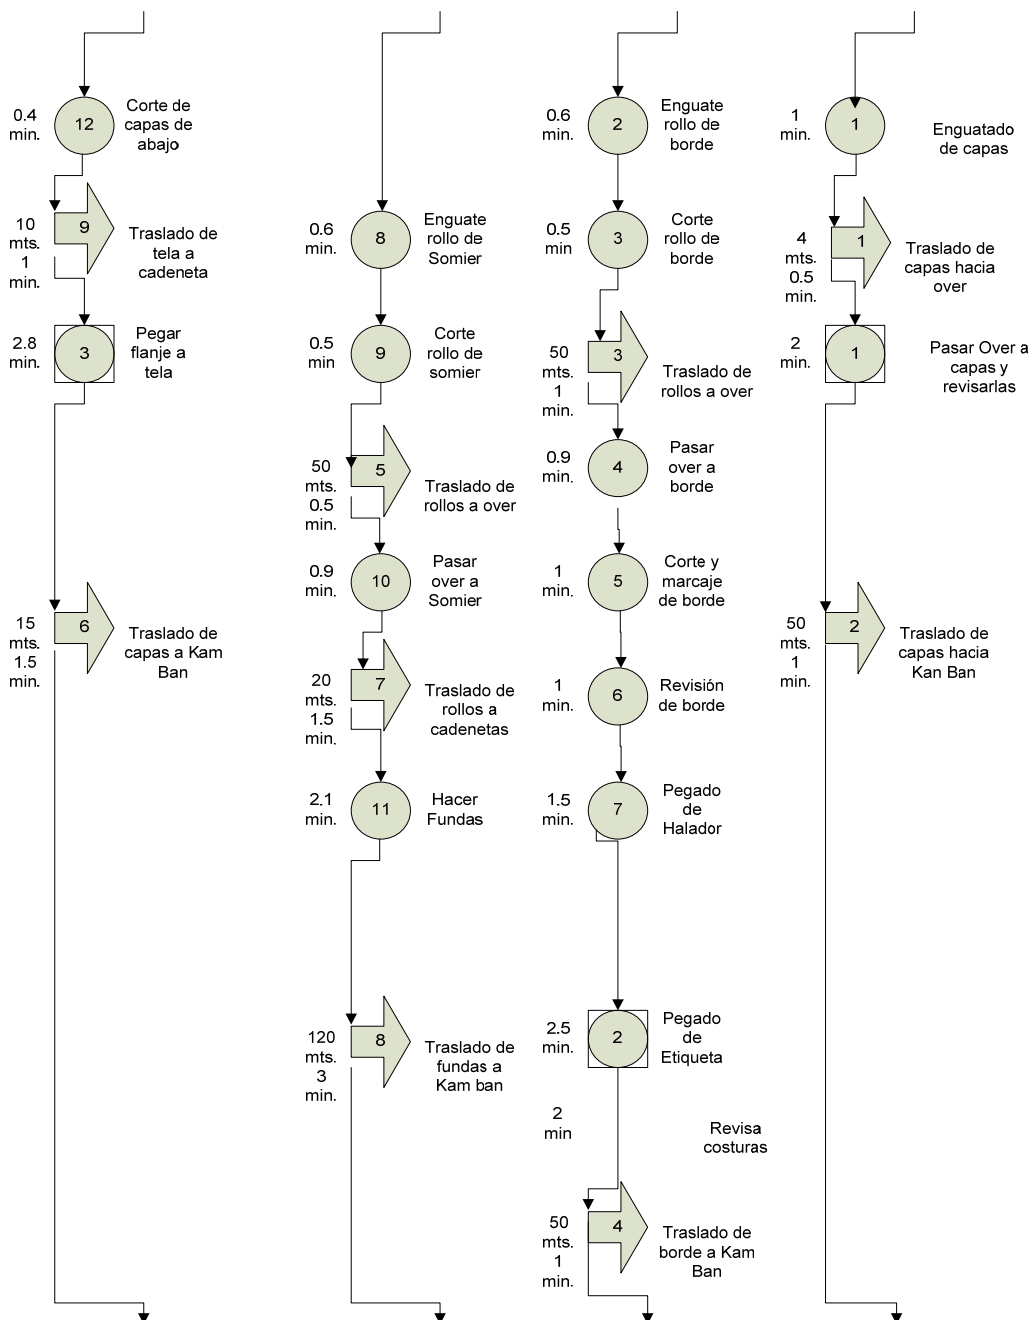 0.4
min.
12
Corte de
capas de
abajo
10
mts.
1
min.
9
Traslado de
tela a
cadeneta
2.8
min.
3
Pegar
flanje a
tela
15
mts.
1.5
min.
6
Traslado de
capas a Kam
Ban
0.6
min.
8
Enguate
rollo de
Somier
0.5
min
9
Corte
rollo de
somier
50
mts.
0.5
min.
5
Traslado de
rollos a over
0.9
min.
10
Pasar
over a
Somier
20
mts.
1.5
min.
7
Traslado de
rollos a
cadenetas
2.1
min.
11
Hacer
Fundas
120
mts.
3
min.
8
Traslado de
fundas a
Kam ban
0.6
min.
2
Enguate
rollo de
borde
0.5
min
3
Corte
rollo de
borde
50
mts.
1
min.
3
Traslado de
rollos a over
0.9
min.
4
Pasar
over a
borde
1
min.
5
Corte y
marcaje
de borde
1
min.
6
Revisión
de borde
1.5
min.
7
Pegado
de
Halador
2.5
min.
2
Pegado
de
Etiqueta
2
min
Revisa
costuras
50
mts.
1
min.
4
Traslado de
borde a Kam
Ban
1
min.
1
Enguatado
de capas
4
mts.
0.5
min.
1
Traslado de
capas hacia
over
2
min.
1
Pasar Over a
capas y
revisarlas
50
mts.
1
min.
2
Traslado de
capas hacia
Kan Ban